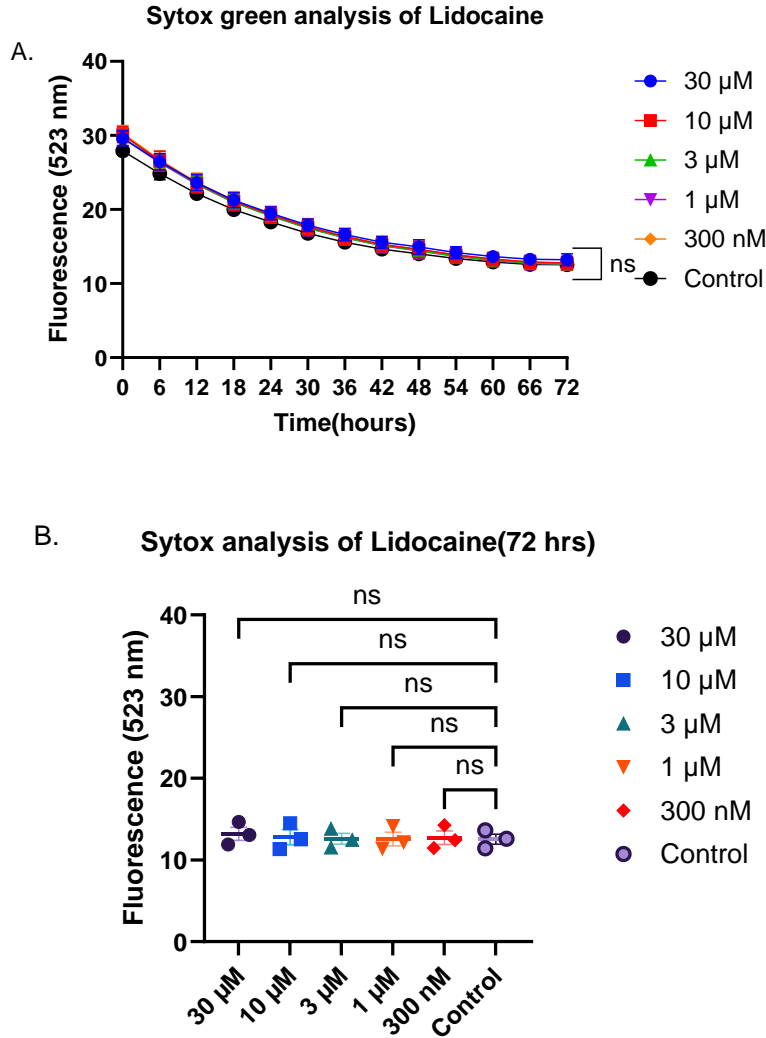 Sytox green analysis of Lidocaine
A.
Fluorescence (523 nm)
40
30
20
10
0
0 6 12 18 24 30 36 42 48 54 60 66 72
Time(hours)
ns
30 µM
10 µM
3 µM
1 µM
300 nM
Control
B.
Sytox analysis of Lidocaine(72 hrs)
Fluorescence (523 nm)
40
30
20
10
0
ns
ns
ns
ns
ns
30 µM
10 µM
3 µM
1 µM
300 nM
Control
30 µM
10 µM
3 µM
1 µM
300 nM
Control